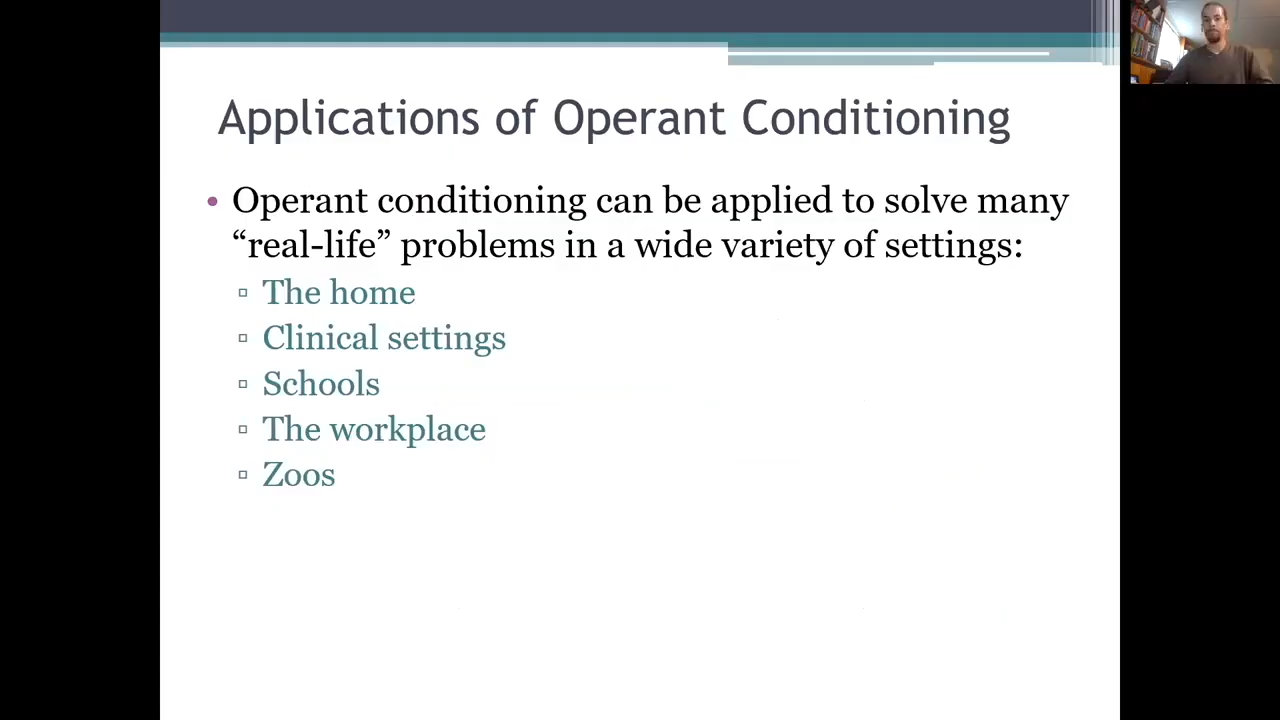 Applications of Operant Conditioning
• Operant conditioning can be applied to solve many
“real-life” problems in a wide variety of settings:
▫ The home
▫ Clinical settings
▫ Schools
▫ The workplace
▫ Zoos